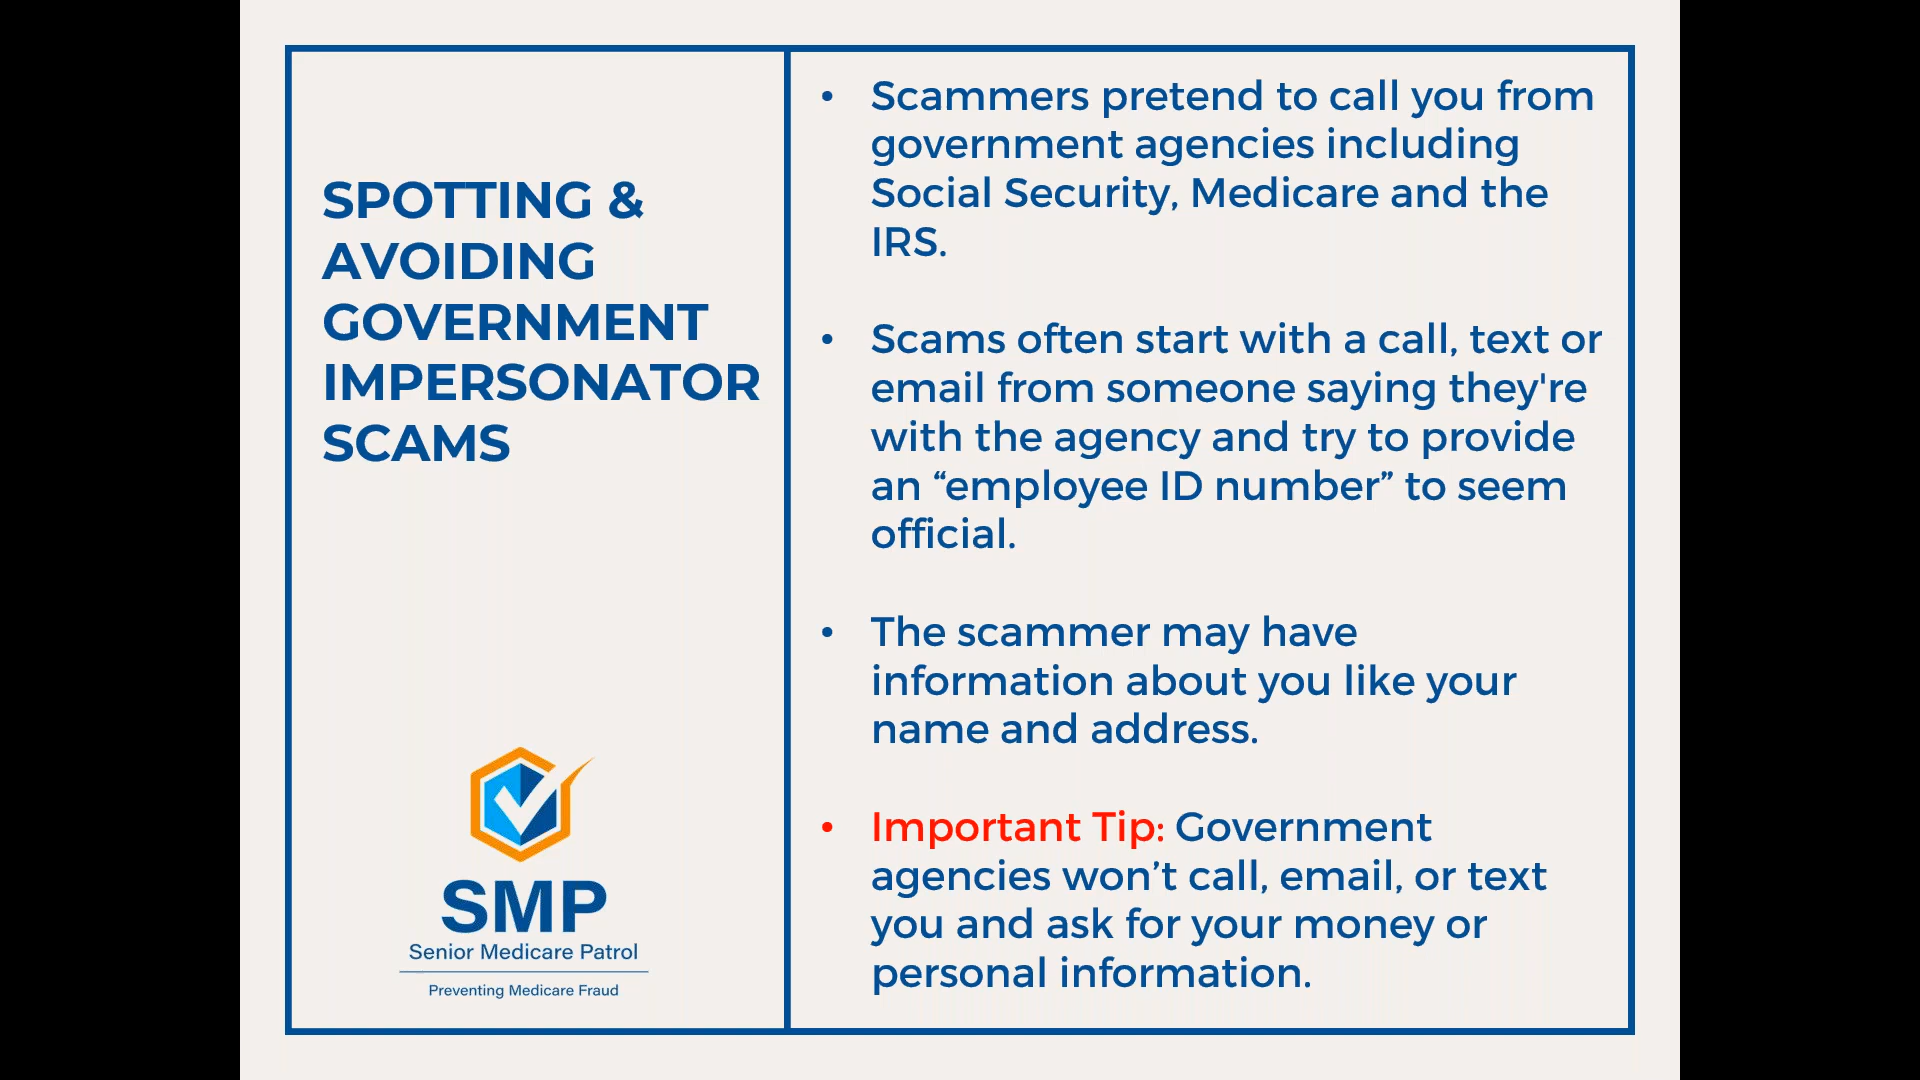 SPOTTING &
AVOIDING
GOVERNMENT
IMPERSONATOR
SCAMS
SMP
Senior Medicare Patrol
Preventing Medicare Fraud
• Scammers pretend to call you from
government agencies including
Social Security, Medicare and the
IRS.
• Scams often start with a call, text or
email from someone saying they're
with the agency and try to provide
an “employee ID number” to seem
official.
• The scammer may have
information about you like your
name and address.
• Important Tip: Government
agencies won’t call, email, or text
you and ask for your money or
personal information.